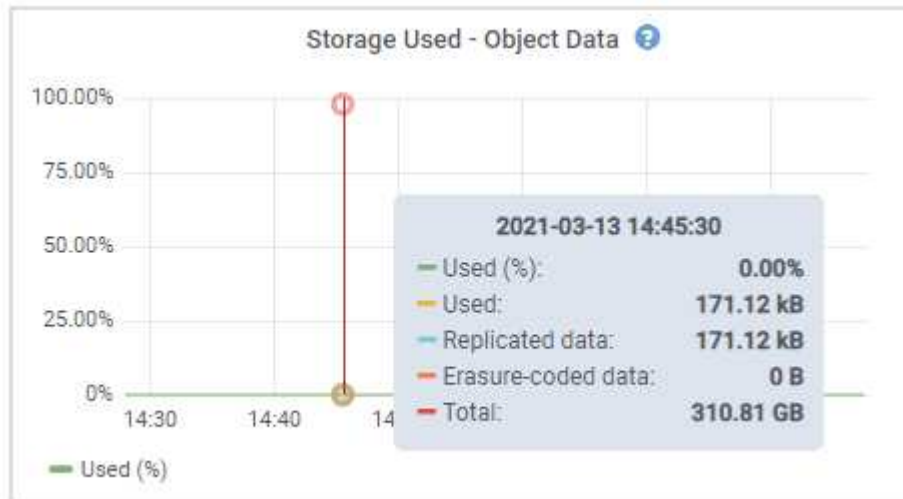 Storage Used - Object Data ?
100.00%
75.00%
50.00%
25.00%
0%
14:30 14:40 14
2021-03-13 14:45:30
Used (%): 0.00%
Used: 171.12 kB
Replicated data: 171.12 kB
Erasure-coded data: 0 B
Total: 310.81 GB
Used (%)